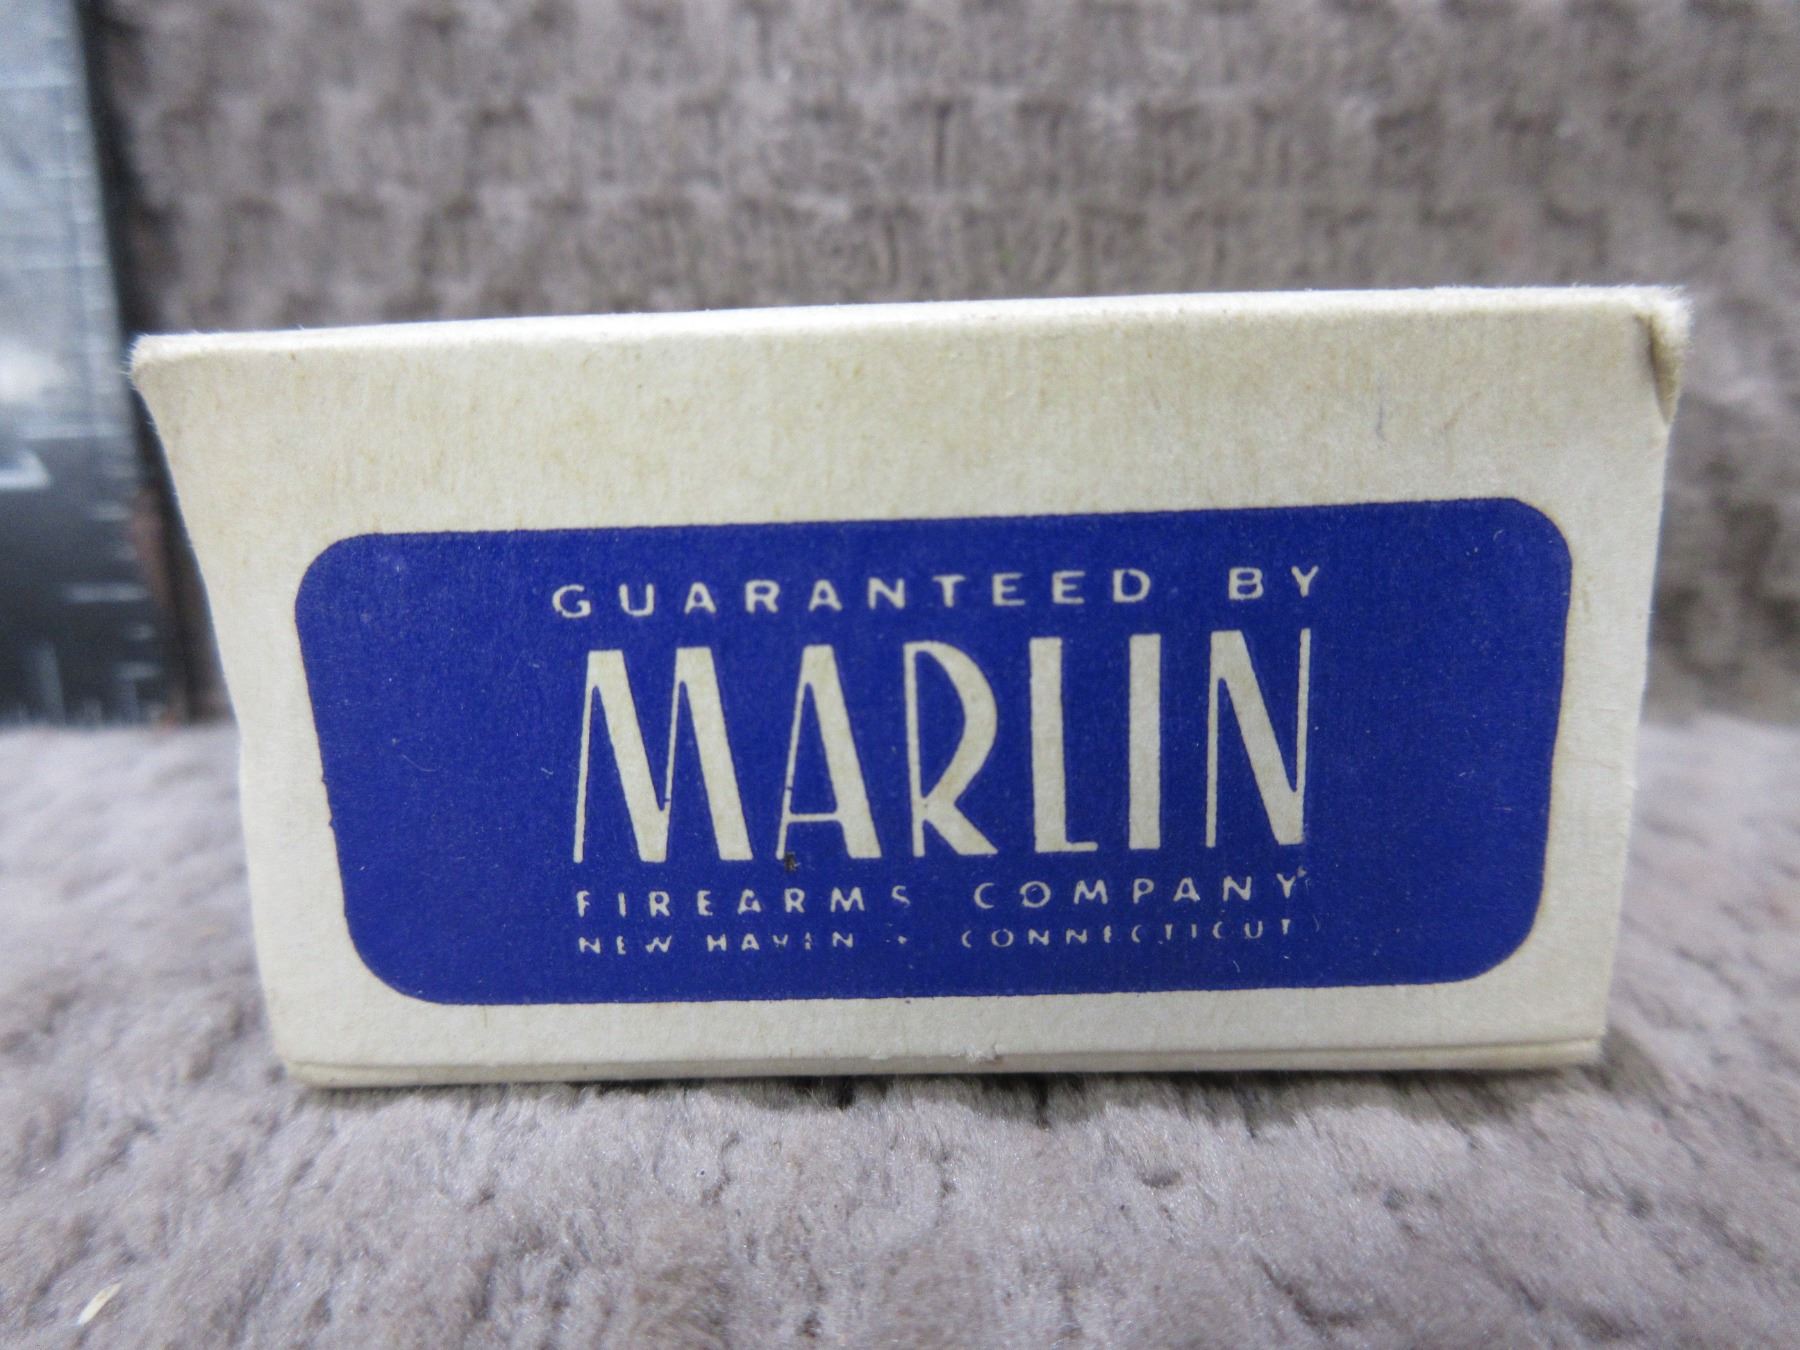 GUARANTEED BY
MARLIN
FIREARMS COMPANY
NEW HAVEN · CONNECTICUT